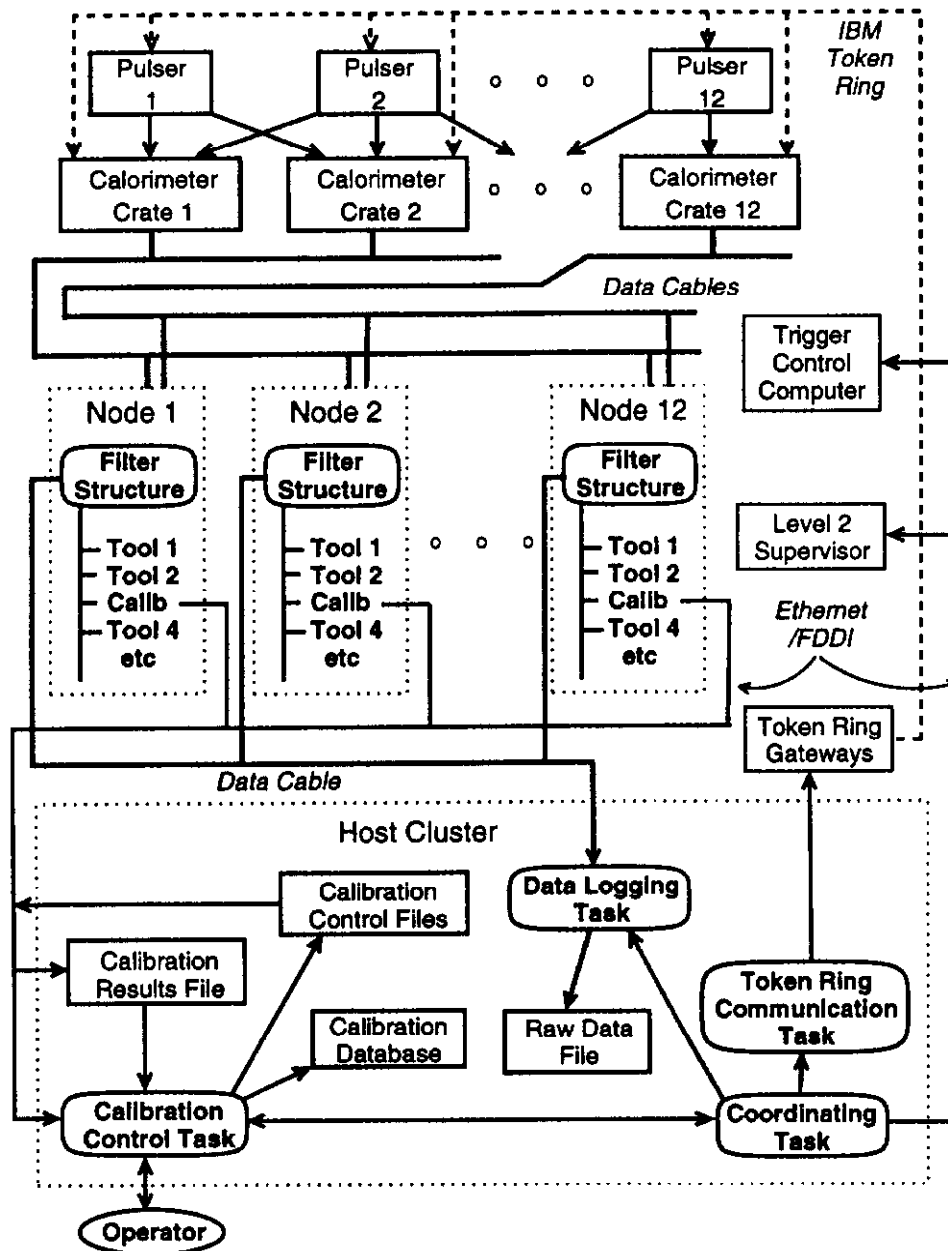 IBM
Token
Ring
Pulser
1
Pulser
2
o o o
Pulser
12
Calorimeter
Crate 1
Calorimeter
Crate 2
o o o
Calorimeter
Crate 12
Data Cables
Trigger
Control
Computer
Node 1
Node 2
Node 12
Filter
Structure
Filter
Structure
Filter
Structure
Tool 1
Tool 2
Calib
Tool 4
etc
Tool 1
Tool 2
Calib
Tool 4
etc
o o o
Tool 1
Tool 2
Calib
Tool 4
etc
Level 2
Supervisor
Ethernet
/FDDI
Token Ring
Gateways
Data Cable
Host Cluster
Calibration
Control Files
Data Logging
Task
Calibration
Results File
Token Ring
Communication
Task
Calibration
Database
Raw Data
File
Calibration
Control Task
Coordinating
Task
Operator